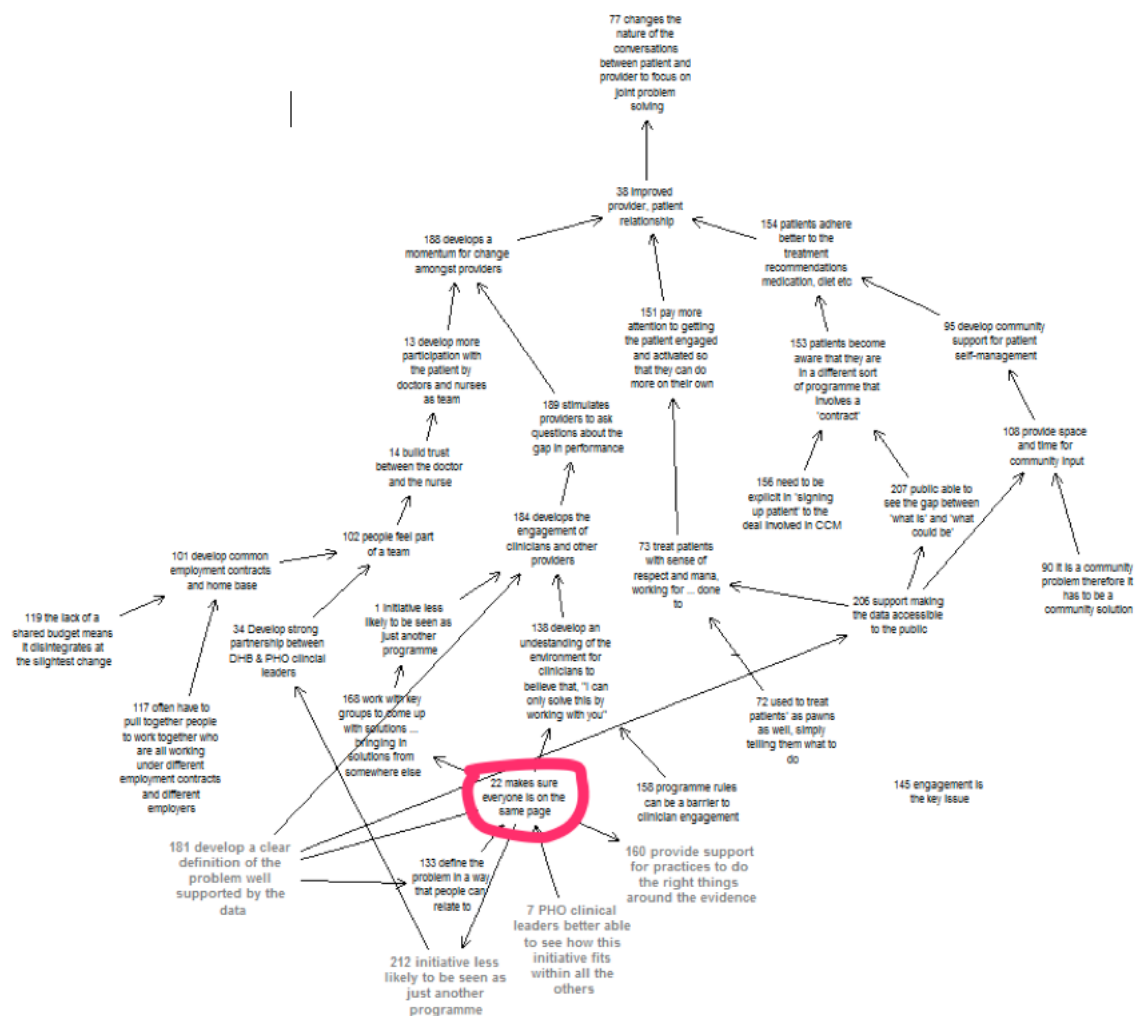 77 changes the
nature of the
conversations
between patient and
provider to focus on
joint problem
solving
38 improved
provider, patient
relationship
154 patients adhere
better to the
treatment
recommendations
medication, diet etc
188 develops a
momentum for change
amongst providers
151 pay more
attention to getting
the patient engaged
and activated so
that they can do
more on their own
95 develop community
support for patient
self-management
13 develop more
participation with
the patient by
doctors and nurses
as team
153 patients become
aware that they are
in a different sort
of programme that
involves a
'contract'
189 stimulates
providers to ask
questions about the
gap in performance
108 provide space
and time for
community input
14 build trust
between the doctor
and the nurse
156 need to be
explicit in 'signing
up patient' to the
deal involved in CCM
207 public able to
see the gap between
'what is' and 'what
could be'
184 develops the
engagement of
clinicians and other
providers
102 people feel part
of a team
101 develop common
employment contracts
and home base
73 treat patients
with sense of
respect and mana,
working for ... done
to
90 it is a community
problem therefore it
has to be a
community solution
119 the lack of a
shared budget means
it disintegrates at
the slightest change
34 Develop strong
partnership between
DHB & PHO clincial
leaders
1 initiative less
likely to be seen as
just another
programme
138 develop an
undestanding of the
environment for
clinicians to
believe that, "I can
only solve this by
working with you"
206 support making
the data accessible
to the public
117 often have to
pull together people
to work together who
are all working
under different
employment contracts
and different
employers
168 work with key
groups to come up
with solutions ...
bringing in
solutions from
somewhere else
72 used to treat
patients' as pawns
as well, simply
telling them what to
do
22 makes sure
everyone is on the
same page
158 programme rules
can be a barrier to
clinician engagement
145 engagement is
the key issue
181 develop a clear
definition of the
problem well
supported by the
data
133 define the
problem in a way
that people can
relate to
160 provide support
for practices to do
the right things
around the evidence
7 PHO clinical
leaders better able
to see how this
initiative fits
within all the
others
212 initiative less
likely to be seen as
just another
programme